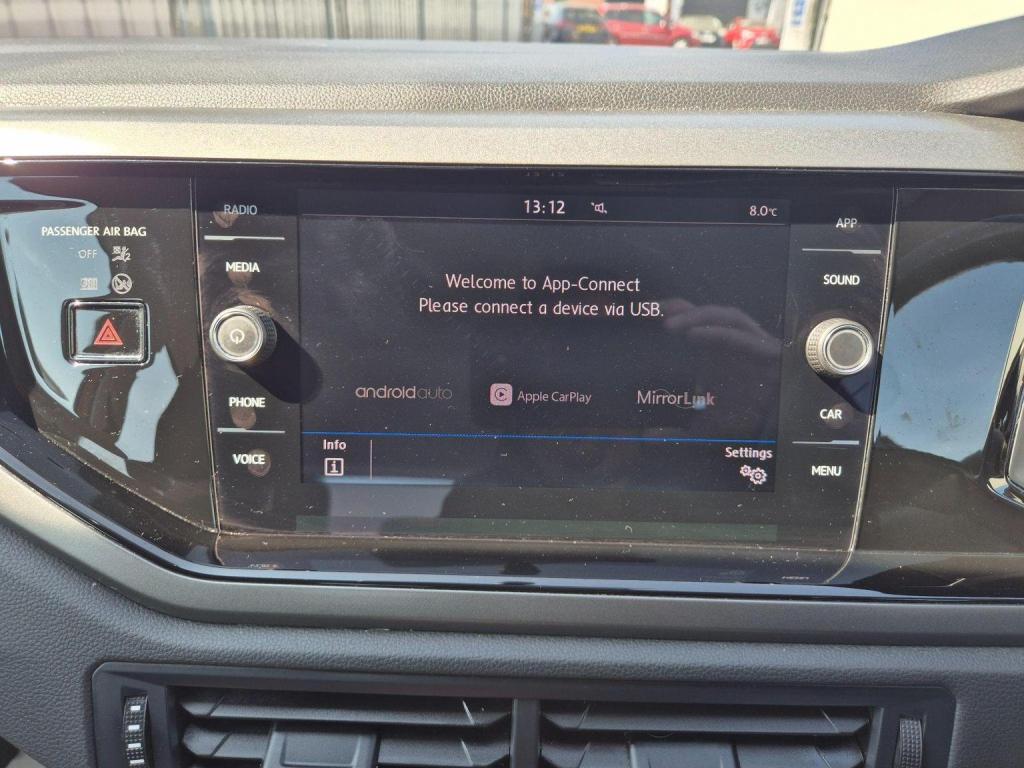 PASSENGER AIR BAG
OFF
RADIO
MEDIA
PHONE
VOICE
13:12
8.0°C
Welcome to App-Connect
Please connect a device via USB.
androidauto
Apple CarPlay
MirrorLink
Info
i
Settings
APP
SOUND
CAR
MENU